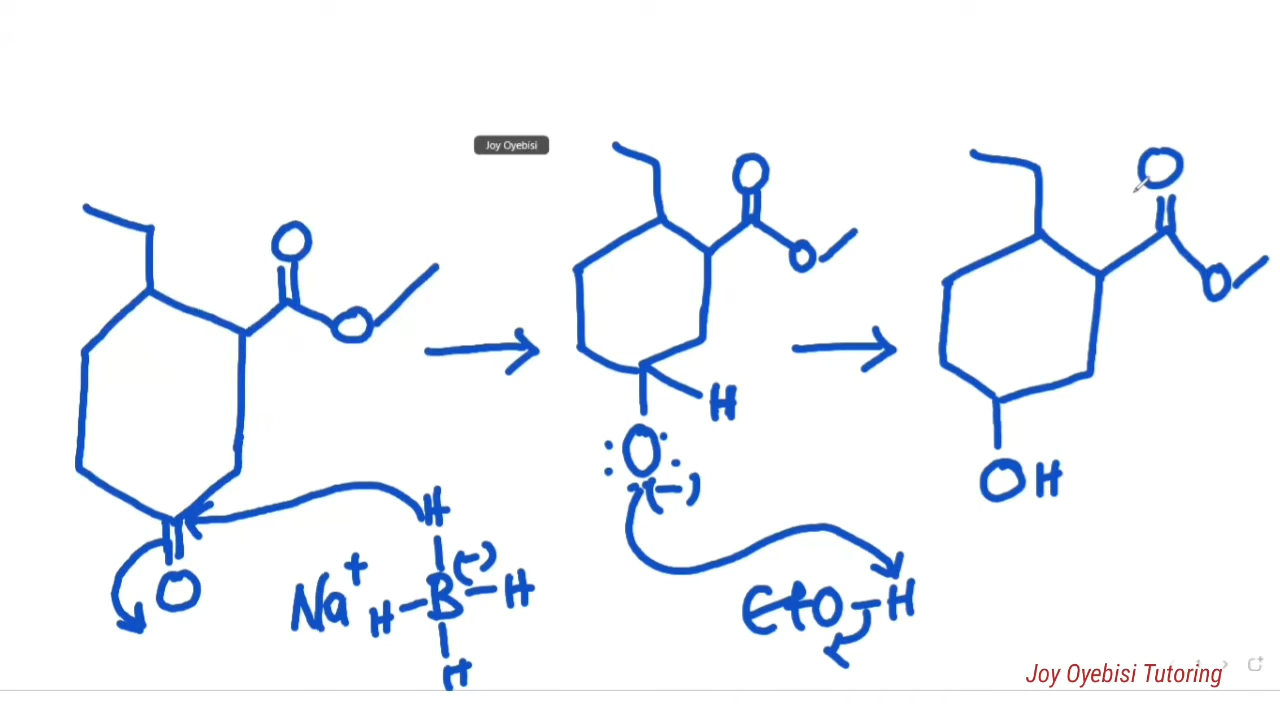 Joy Oyebisi
O
O
O
O
O
O
O
H
:O:
(-)
OH
H
Na+
H B (-) H
H
EtO H
Joy Oyebisi Tutoring